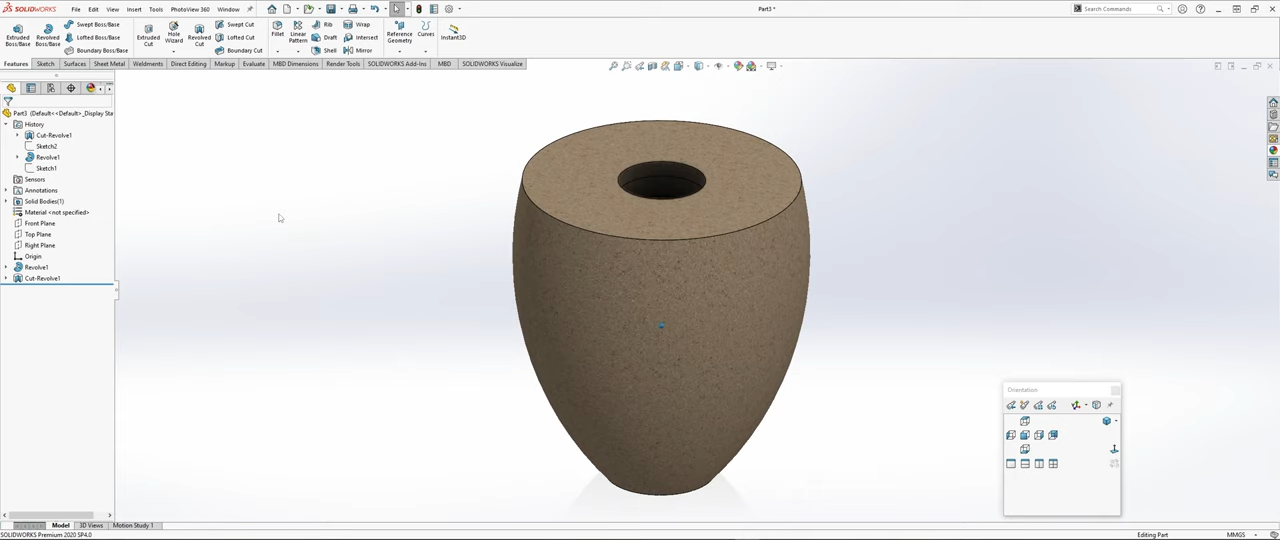 SOLIDWORKS File Edit View Insert Tools PhotoView 360 Window Part3 * Search Commands
Extruded Boss/Base Revolved Boss/Base Swept Boss/Base Lofted Boss/Base Boundary Boss/Base Extruded Cut Hole Wizard Revolved Cut Swept Cut Lofted Cut Boundary Cut Fillet Linear Pattern Rib Draft Shell Wrap Intersect Mirror Reference Geometry Curves Instant3D
Features Sketch Surfaces Sheet Metal Weldments Direct Editing Markup Evaluate MBD Dimensions Render Tools SOLIDWORKS Add-Ins MBD SOLIDWORKS Visualize
Part3 (Default<<Default>_Display Sta
History
Cut-Revolve1
Sketch2
Revolve1
Sketch1
Sensors
Annotations
Solid Bodies(1)
Material <not specified>
Front Plane
Top Plane
Right Plane
Origin
Revolve1
Cut-Revolve1
Orientation
Model 3D Views Motion Study 1
SOLIDWORKS Premium 2020 SP4.0 Editing Part MMGS